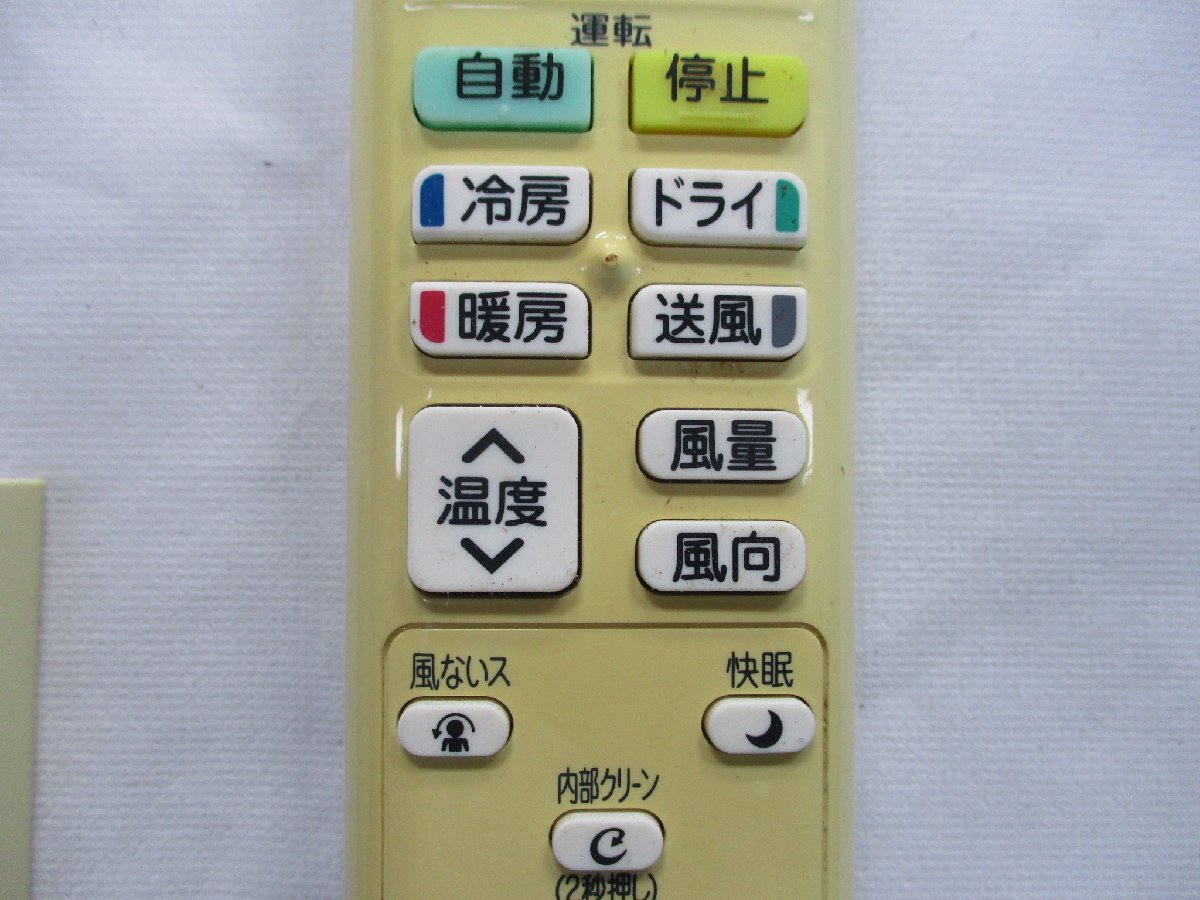 運転
自動 停止
冷房 ドライ
暖房 送風
風量
温度
風向
風ないス 快眠
内部クリーン
(2秒押し)